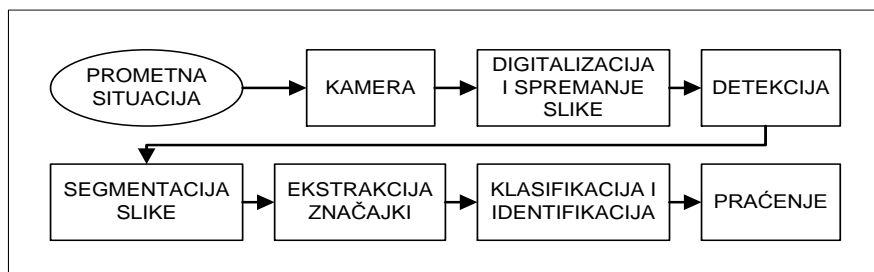 PROMETNA
SITUACIJA
KAMERA
DIGITALIZACIJA
I SPREMANJE
SLIKE
DETEKCIJA
SEGMENTACIJA
SLIKE
EKSTRAKCIJA
ZNAČAJKI
KLASIFIKACIJA I
IDENTIFIKACIJA
PRAĆENJE